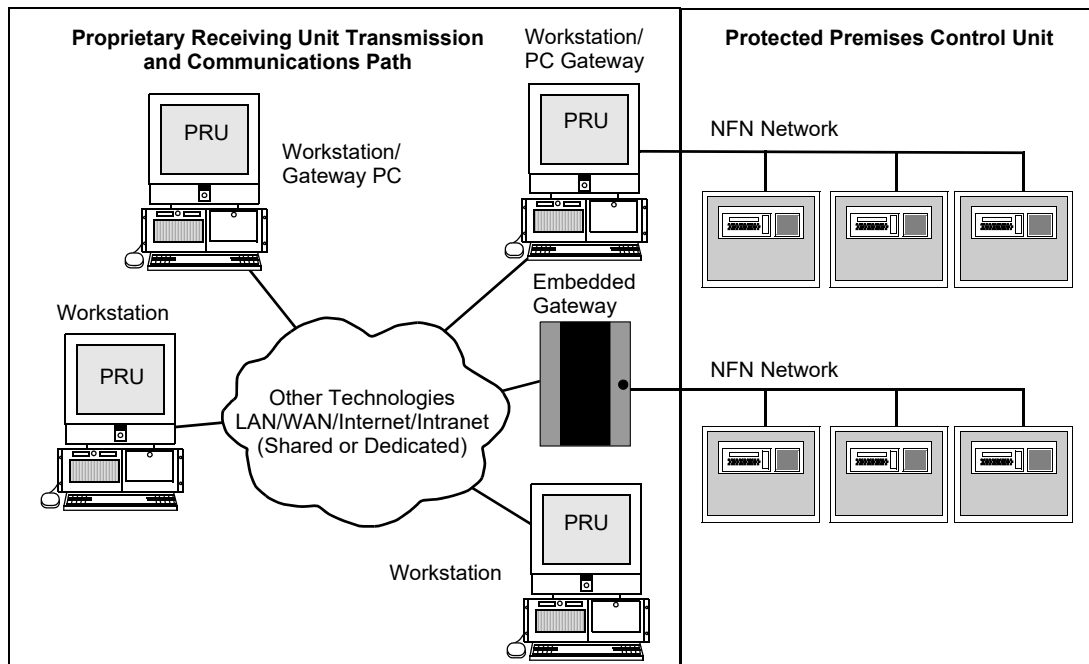 Proprietary Receiving Unit Transmission
and Communications Path
Workstation/
PC Gateway
Protected Premises Control Unit
PRU
Workstation/
Gateway PC
PRU
NFN Network
Workstation
PRU
Embedded
Gateway
NFN Network
Other Technologies
LAN/WAN/Internet/Intranet
(Shared or Dedicated)
Workstation
PRU